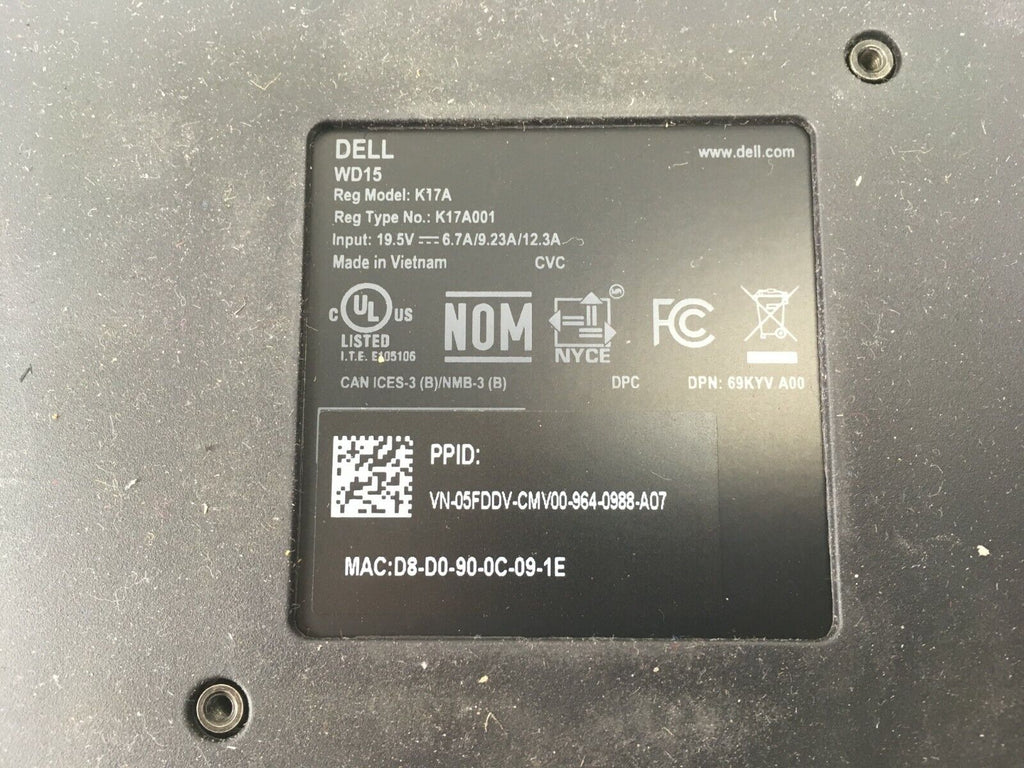 DELL
www.dell.com
WD15
Reg Model: K17A
Reg Type No.: K17A001
Input: 19.5V ⎓ 6.7A/9.23A/12.3A
Made in Vietnam CVC
C UL US
LISTED
I.T.E. E105106
NOM
NYCE
FC
CAN ICES-3 (B)/NMB-3 (B) DPC DPN: 69KYV A00
PPID:
VN-05FDDV-CMV00-964-0988-A07
MAC:D8-D0-90-0C-09-1E